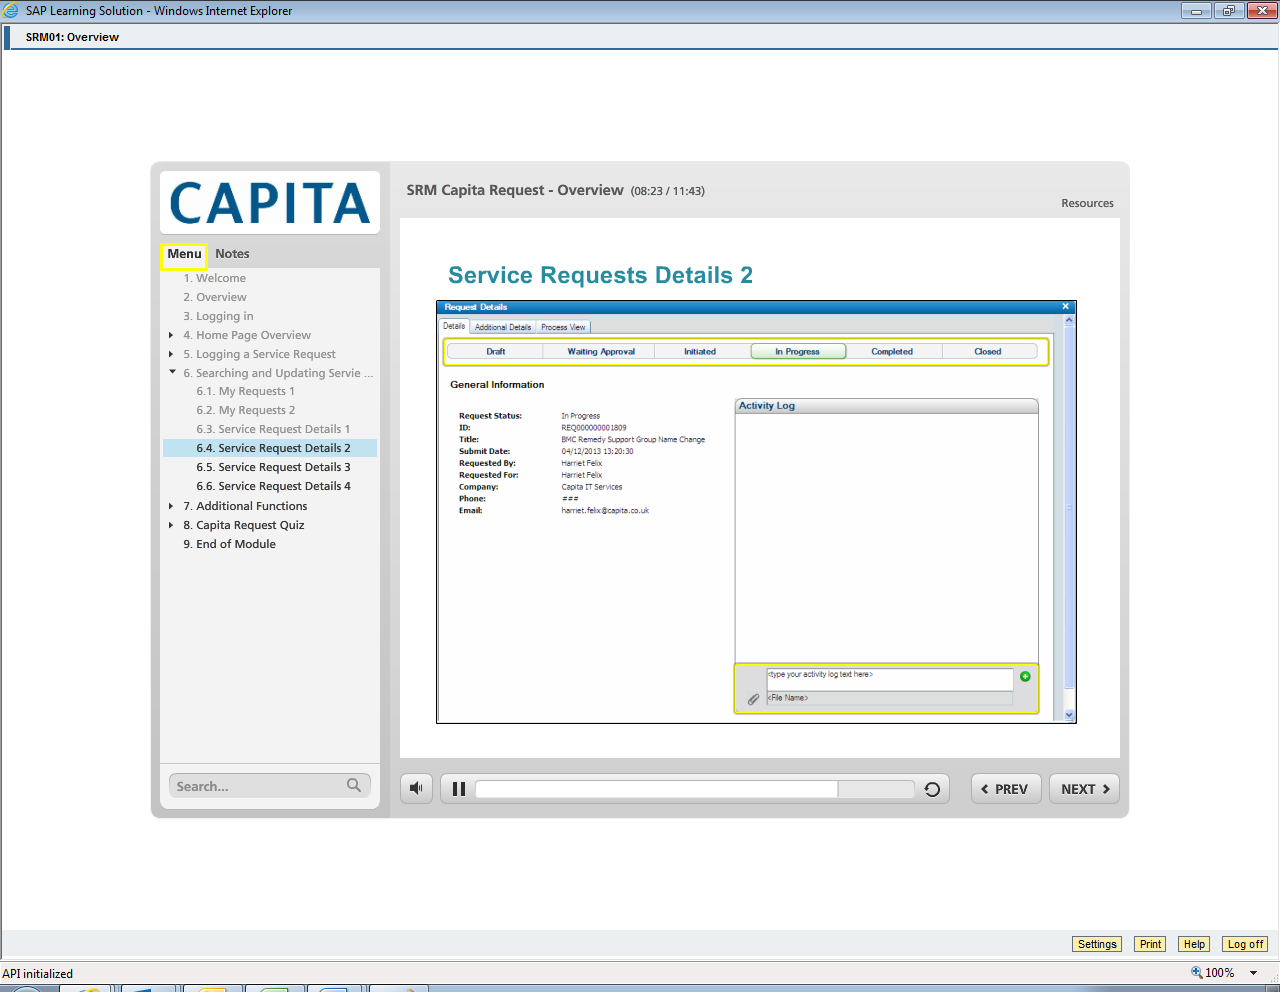 SAP Learning Solution - Windows Internet Explorer
SRM01: Overview
CAPITA
SRM Capita Request - Overview (08:23 / 11:43)
Resources
Menu Notes
1. Welcome
2. Overview
3. Logging in
4. Home Page Overview
5. Logging a Service Request
6. Searching and Updating Servie ...
6.1. My Requests 1
6.2. My Requests 2
6.3. Service Request Details 1
6.4. Service Request Details 2
6.5. Service Request Details 3
6.6. Service Request Details 4
7. Additional Functions
8. Capita Request Quiz
9. End of Module
Search...
Service Requests Details 2
Request Details
Details Additional Details Process View
Draft Waiting Approval Initiated In Progress Completed Closed
General Information
Request Status: In Progress
ID: REQ000000001809
Title: BMC Remedy Support Group Name Change
Submit Date: 04/12/2013 13:20:30
Requested By: Harriet Felix
Requested For: Harriet Felix
Company: Capita IT Services
Phone: ###
Email: harriet.felix@capita.co.uk
Activity Log
<type your activity log text here>
<File Name>
PREV NEXT
Settings Print Help Log off
API initialized
100%